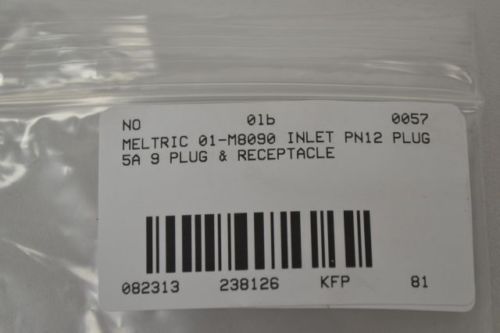 NO 01b 0057
MELTRIC 01-M8090 INLET PN12 PLUG
5A 9 PLUG & RECEPTACLE
082313 238126 KFP 81